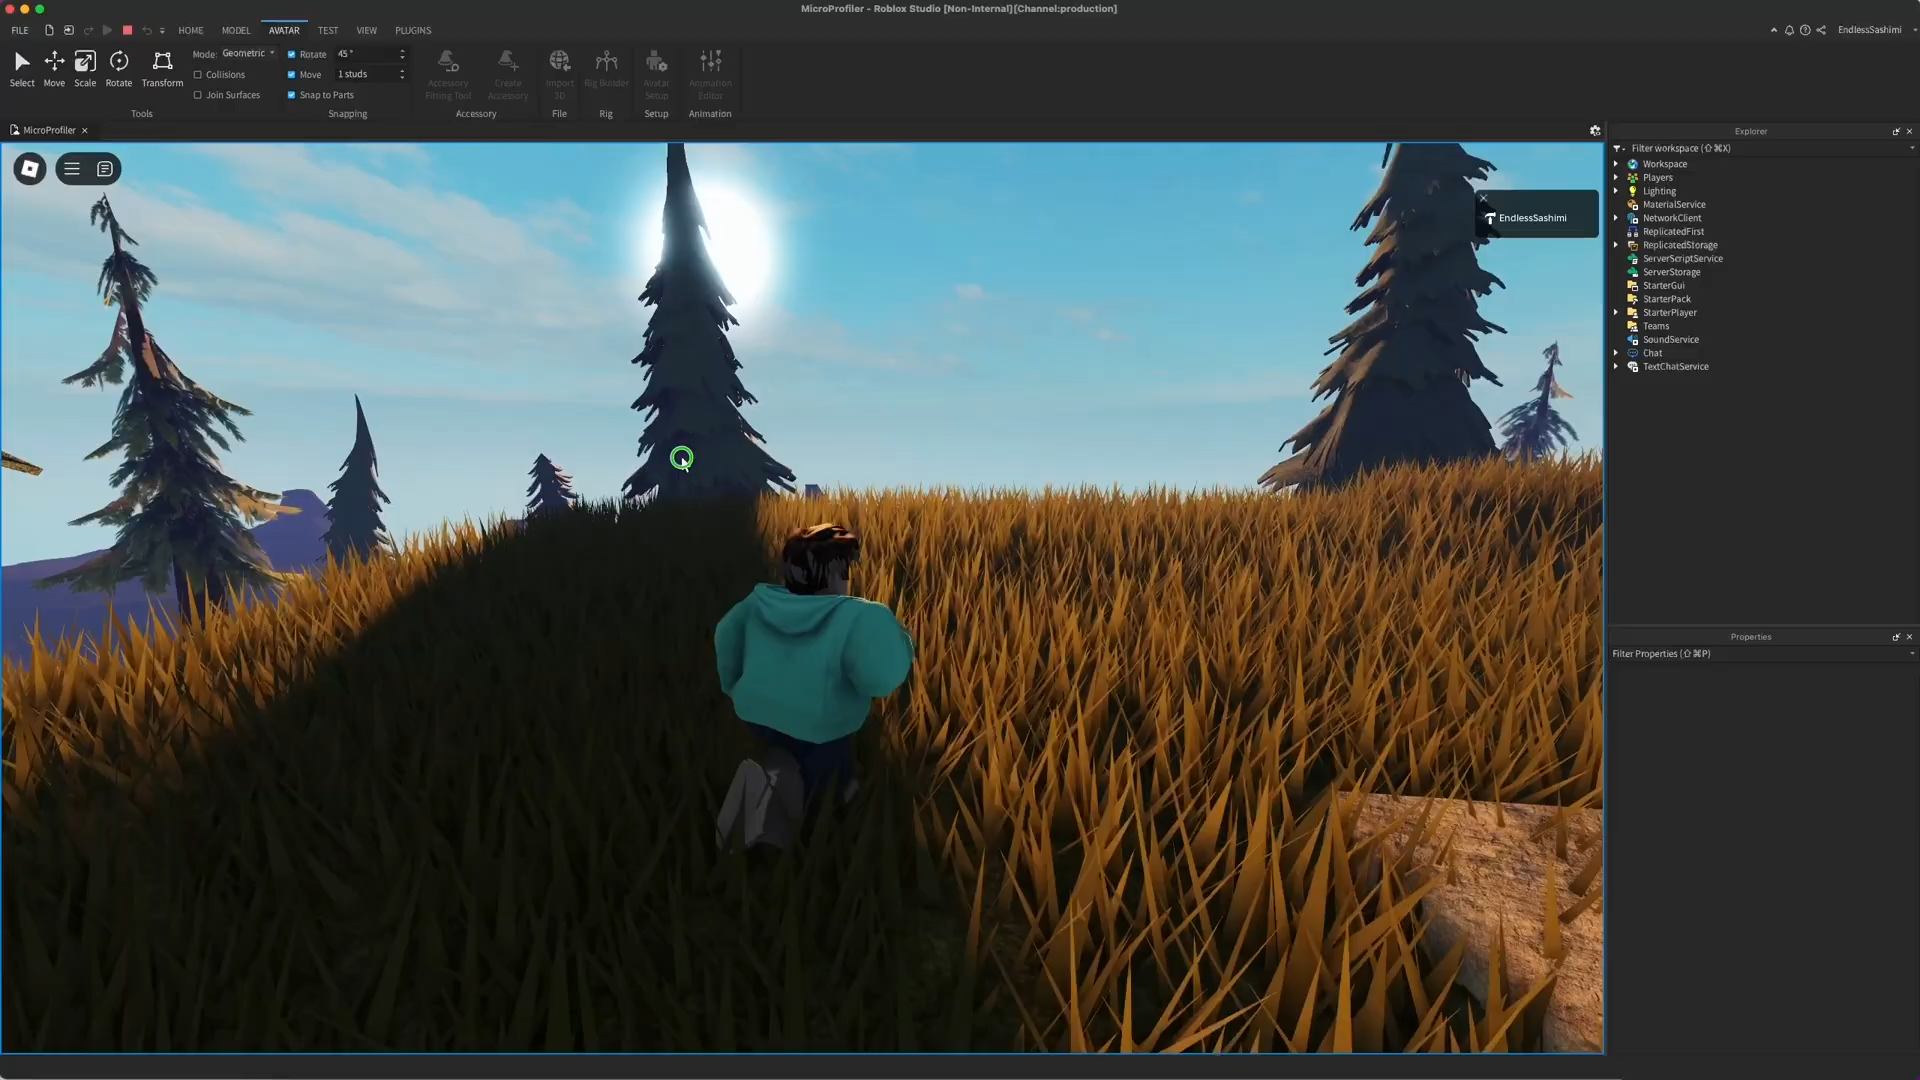 MicroProfiler - Roblox Studio [Non-Internal][Channel:production]
FILE HOME MODEL AVATAR TEST VIEW PLUGINS EndlessSashimi
Select Move Scale Rotate Transform
Mode: Geometric
Collisions
Join Surfaces
Rotate 45°
Move 1 studs
Snap to Parts
Accessory Fitting Tool
Create Accessory
Import 3D
Rig Builder
Avatar Setup
Animation Editor
Tools Snapping Accessory File Rig Setup Animation
MicroProfiler
EndlessSashimi
Explorer
Filter workspace (⇧⌘X)
Workspace
Players
Lighting
MaterialService
NetworkClient
ReplicatedFirst
ReplicatedStorage
ServerScriptService
ServerStorage
StarterGui
StarterPack
StarterPlayer
Teams
SoundService
Chat
TextChatService
Properties
Filter Properties (⇧⌘P)